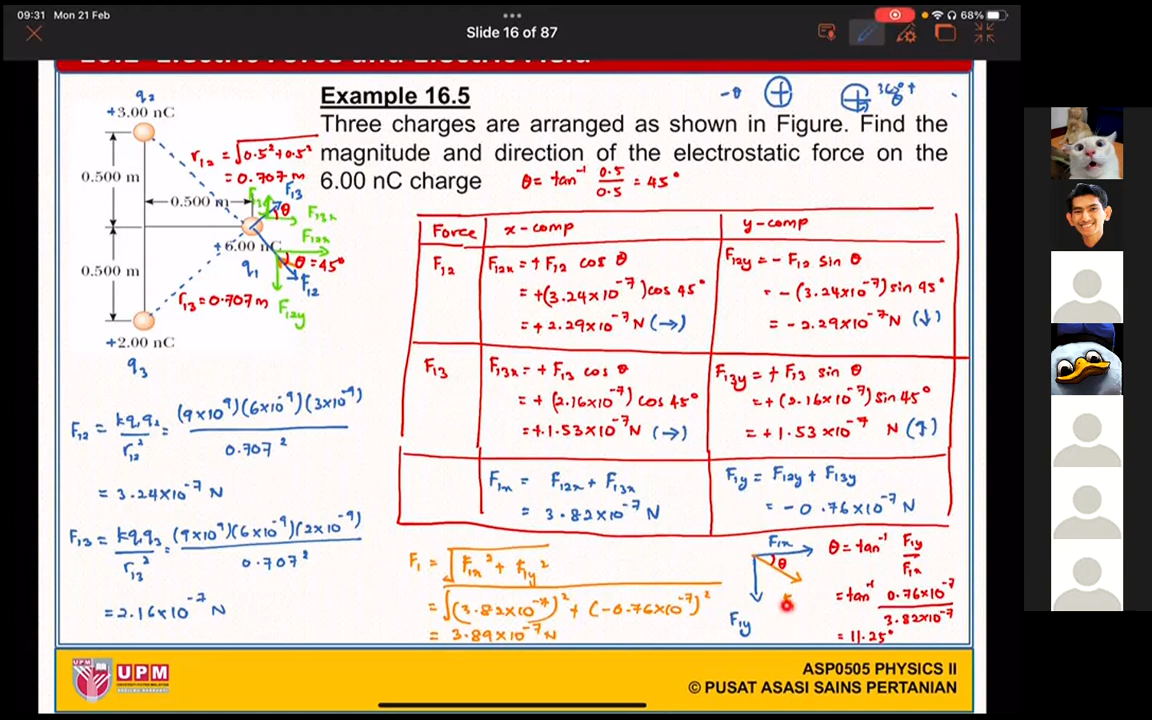 09:31 Mon 21 Feb
68%
Slide 16 of 87
Example 16.5
Three charges are arranged as shown in Figure. Find the
magnitude and direction of the electrostatic force on the
6.00 nC charge
θ = tan⁻¹ 0.5/0.5 = 45°
-θ
360° + θ
q₂
+3.00 nC
r₁₂ = √0.5² + 0.5²
= 0.707 m
0.500 m
0.500 m
F₁₃
θ
F₁₃ₓ
+6.00 nC
F₁₂ₓ
q₁
θ = 45°
F₁₂
0.500 m
r₁₃ = 0.707 m
F₁₂y
+2.00 nC
q₃
F₁₂ = kq₁q₂/r₁₂² = (9×10⁹)(6×10⁻⁹)(3×10⁻⁹)/0.707²
= 3.24×10⁻⁷ N
F₁₃ = kq₁q₃/r₁₃² = (9×10⁹)(6×10⁻⁹)(2×10⁻⁹)/0.707²
= 2.16×10⁻⁷ N
Force x-comp y-comp
F₁₂ F₁₂ₓ = + F₁₂ cos θ F₁₂y = - F₁₂ sin θ
= +(3.24×10⁻⁷) cos 45° = -(3.24×10⁻⁷) sin 45°
= +2.29×10⁻⁷ N (→) = -2.29×10⁻⁷ N (↓)
F₁₃ F₁₃ₓ = + F₁₃ cos θ F₁₃y = + F₁₃ sin θ
= + (2.16×10⁻⁷) cos 45° = +(2.16×10⁻⁷) sin 45°
= +1.53×10⁻⁷ N (→) = +1.53×10⁻⁷ N (↑)
F₁ₓ = F₁₂ₓ + F₁₃ₓ F₁y = F₁₂y + F₁₃y
= 3.82×10⁻⁷ N = -0.76×10⁻⁷ N
F₁ = √F₁ₓ² + F₁y²
= √(3.82×10⁻⁷)² + (-0.76×10⁻⁷)²
= 3.89×10⁻⁷ N
F₁ₓ
θ
F₁y
θ = tan⁻¹ F₁y/F₁ₓ
= tan⁻¹ 0.76×10⁻⁷/3.82×10⁻⁷
= 11.25°
UPM
ASP0505 PHYSICS II
© PUSAT ASASI SAINS PERTANIAN